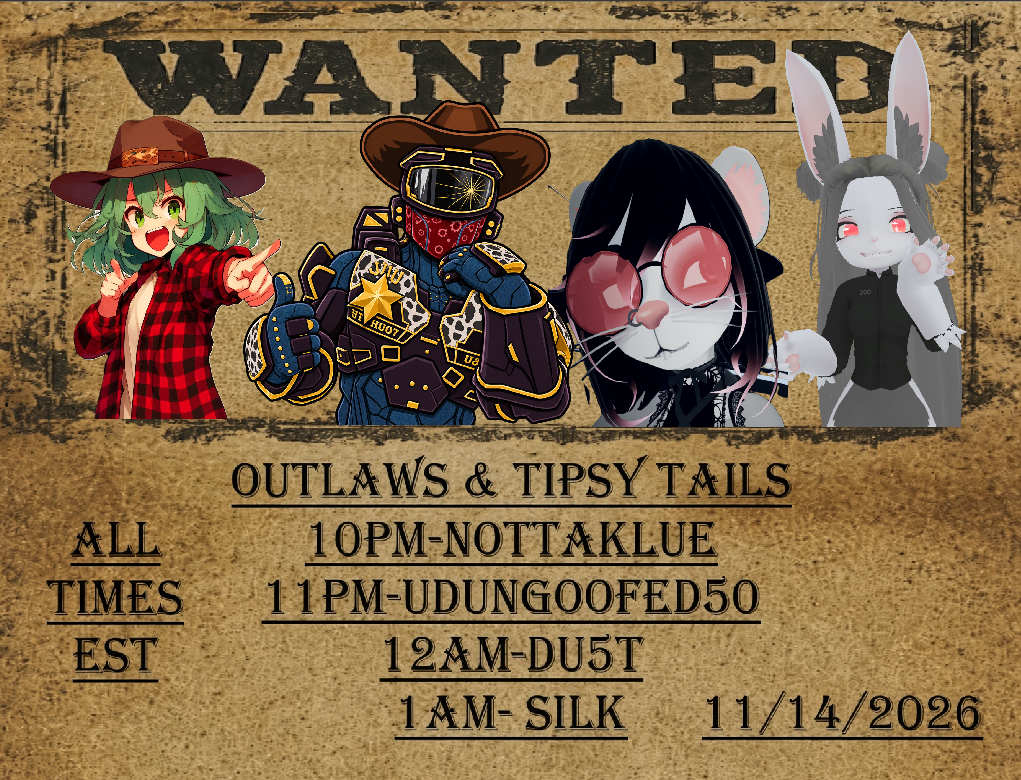 WANTED
OUTLAWS & TIPSY TAILS
ALL
TIMES
EST
10PM-NOTTAKLUE
11PM-UDUNGOOFED50
12AM-DU5T
1AM- SILK
11/14/2026